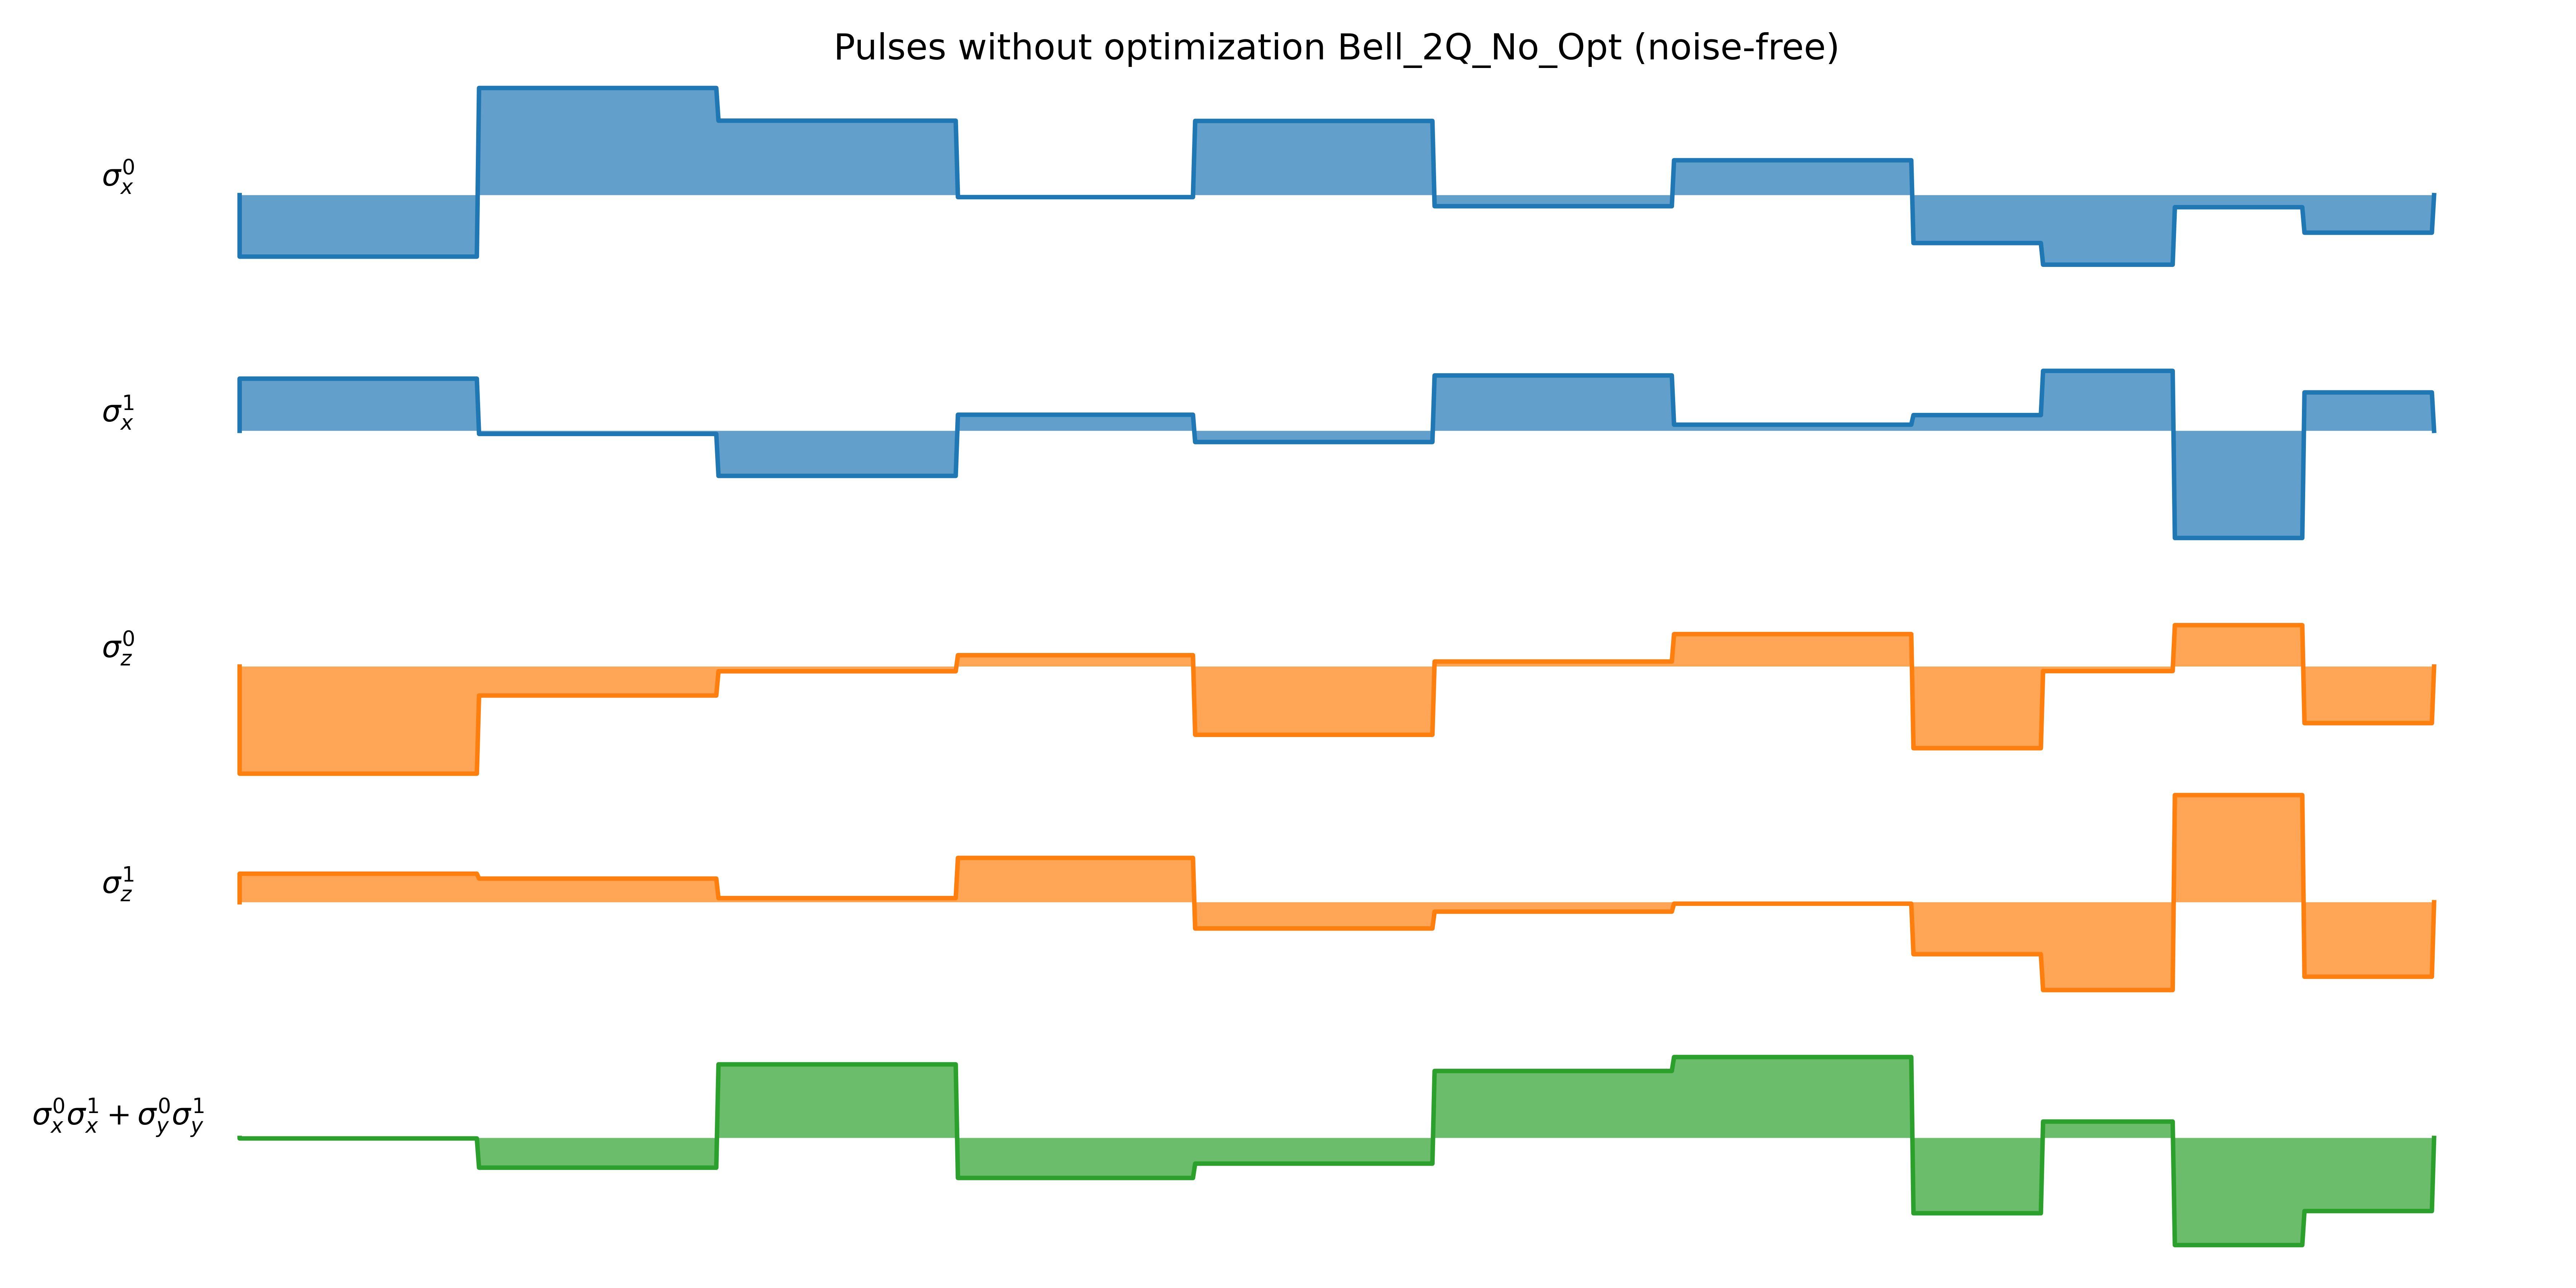 Pulses without optimization Bell_2Q_No_Opt (noise-free)
σ_x^0
σ_x^1
σ_z^0
σ_z^1
σ_x^0σ_x^1 + σ_y^0σ_y^1